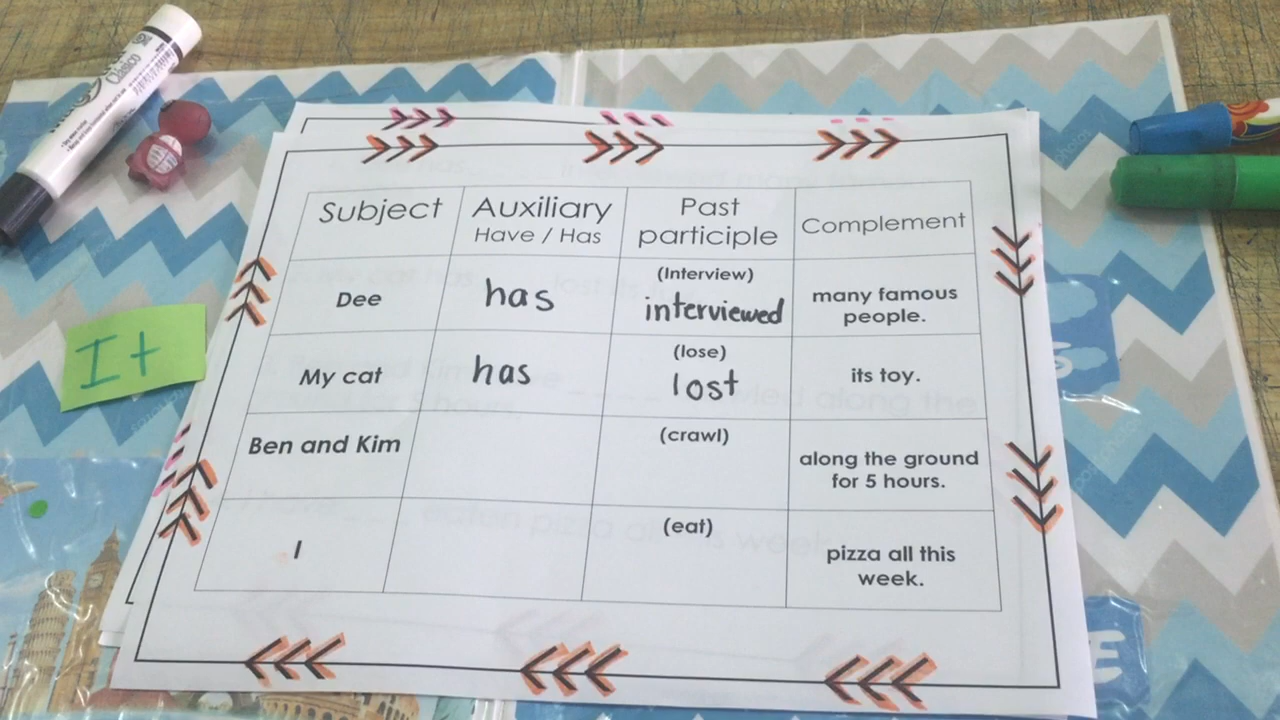 Subject
Auxiliary
Have / Has
Past
participle
Complement
Dee
has
(Interview)
interviewed
many famous
people.
My cat
has
(lose)
lost
its toy.
Ben and Kim
(crawl)
along the ground
for 5 hours.
I
(eat)
pizza all this
week.
It